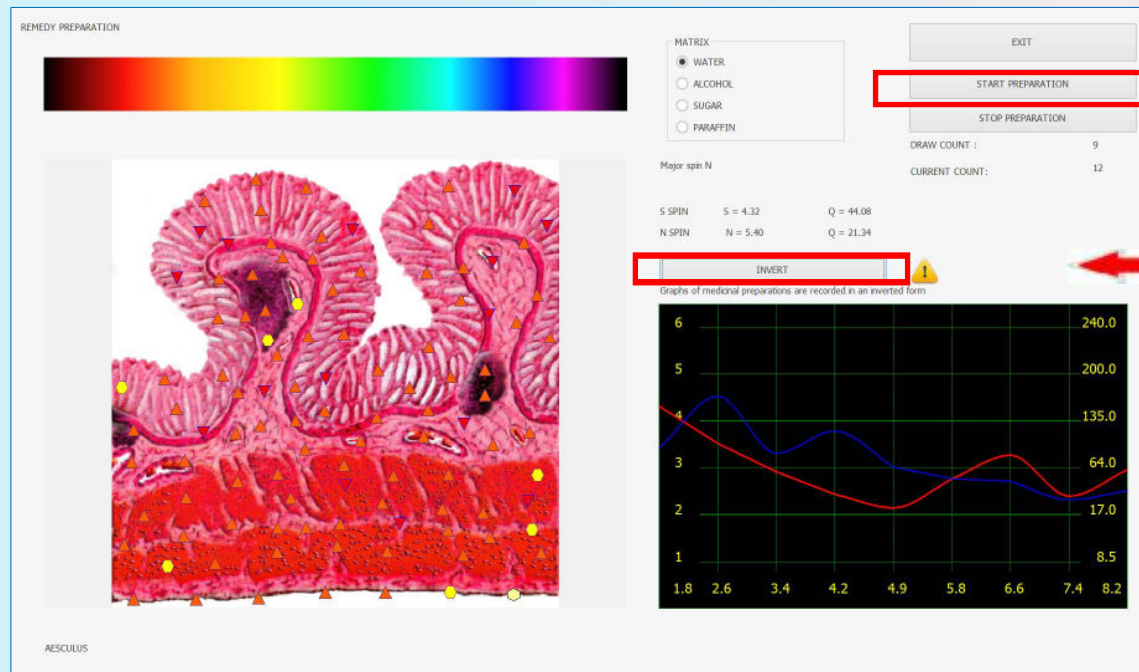 REMEDY PREPARATION
MATRIX
WATER
ALCOHOL
SUGAR
PARAFFIN
EXIT
START PREPARATION
STOP PREPARATION
DRAW COUNT : 9
CURRENT COUNT: 12
Major spin N
S SPIN S = 4.32 Q = 44.08
N SPIN N = 5.40 Q = 21.34
INVERT
Graphs of medicinal preparations are recorded in an inverted form
6 240.0
5 200.0
4 135.0
3 64.0
2 17.0
1 8.5
1.8 2.6 3.4 4.2 4.9 5.8 6.6 7.4 8.2
AESCULUS